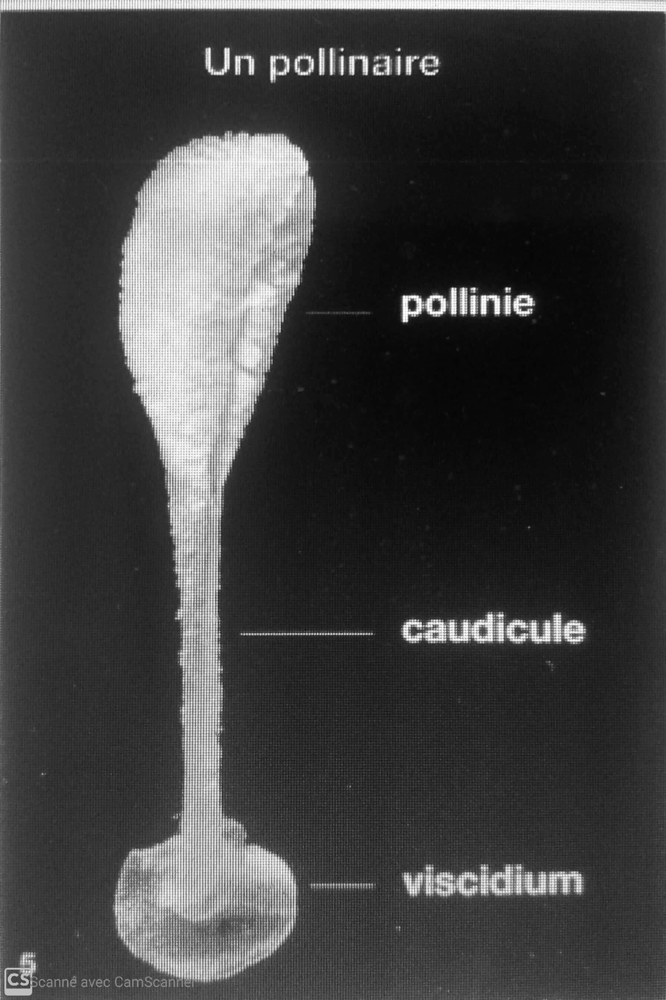 Un pollinaire
pollinie
caudicule
viscidium
5
CS Scanné avec CamScanner